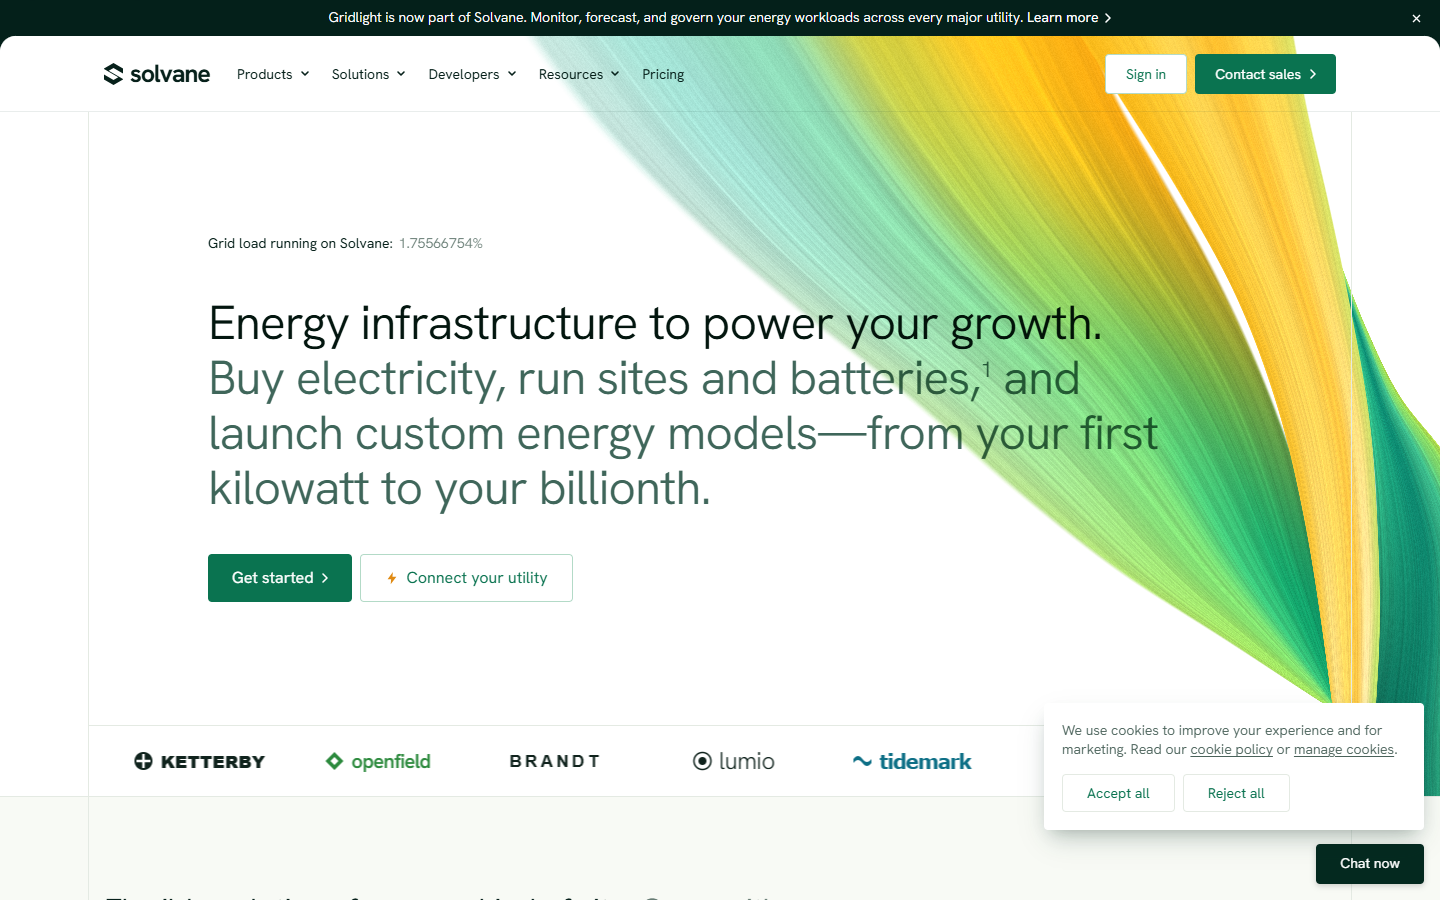 Gridlight is now part of Solvane. Monitor, forecast, and govern your energy workloads across every major utility. Learn more
solvane
Products
Solutions
Developers
Resources
Pricing
Sign in
Contact sales
Grid load running on Solvane: 1.75566754%
Energy infrastructure to power your growth.
Buy electricity, run sites and batteries,¹ and
launch custom energy models—from your first
kilowatt to your billionth.
Get started
Connect your utility
KETTERBY
openfield
BRANDT
lumio
tidemark
We use cookies to improve your experience and for
marketing. Read our cookie policy or manage cookies.
Accept all
Reject all
Chat now